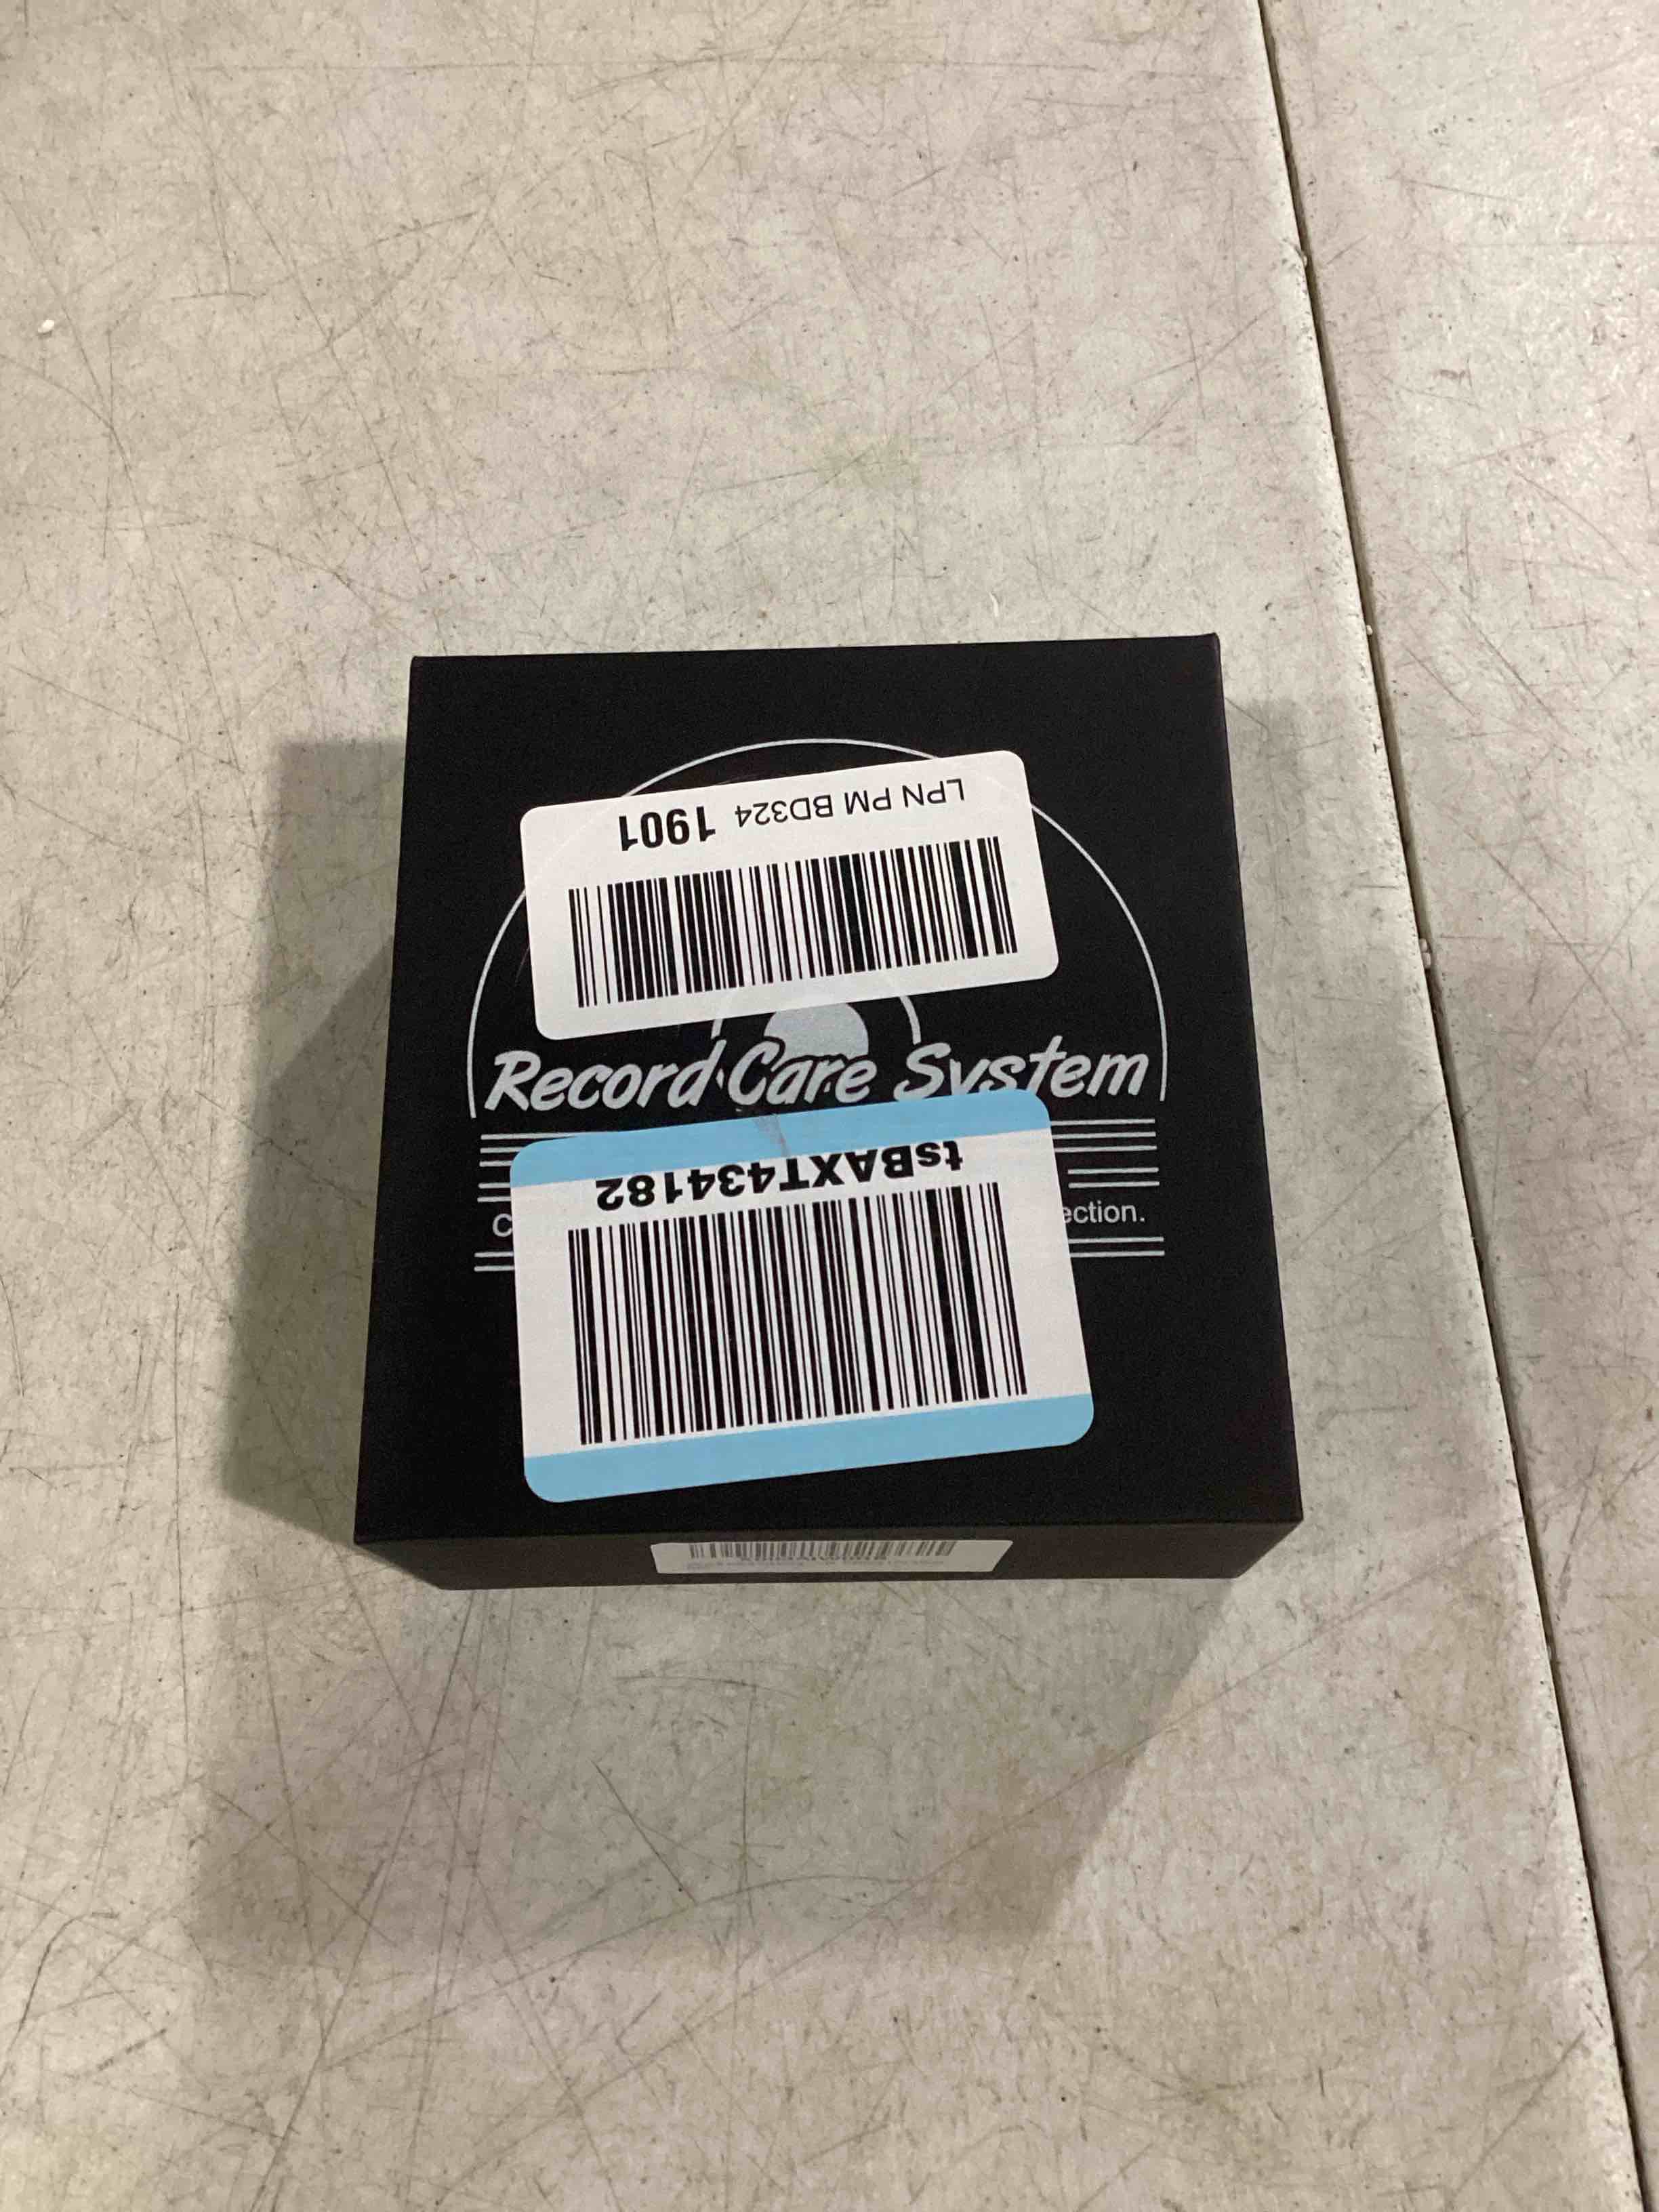 LPN PM BD324 1901
Record Care System
tsBAXT434182
ection.